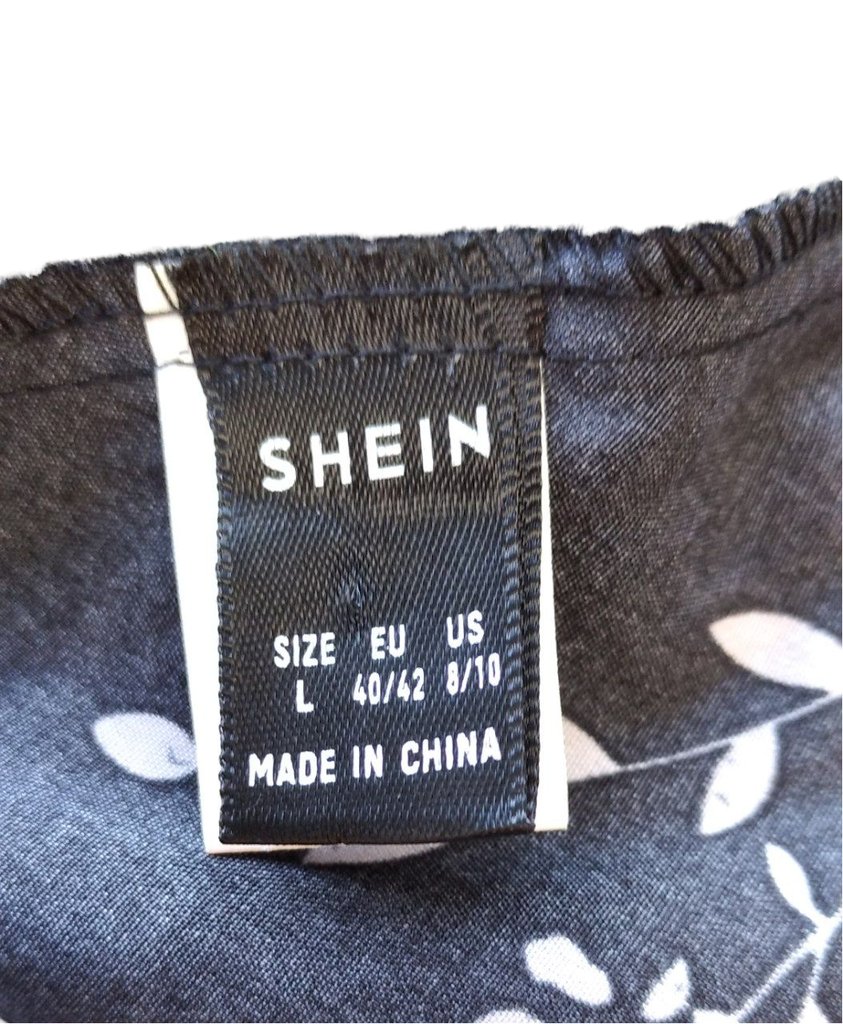 SHEIN
SIZE EU US
L 40/42 8/10
MADE IN CHINA